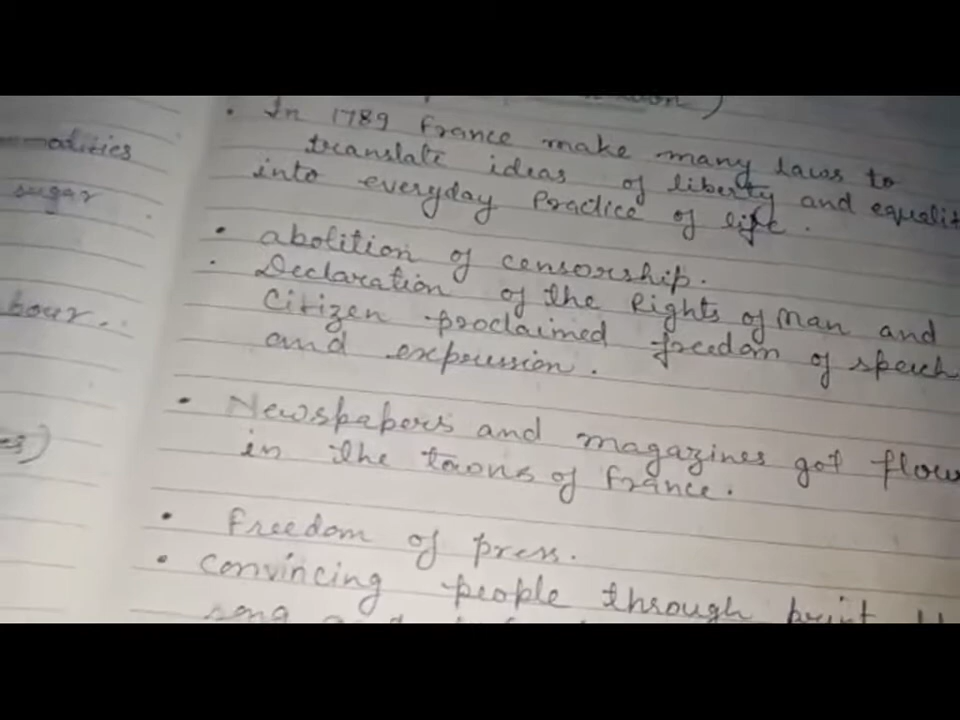 • In 1789 France make many laws to
translate ideas of liberty and equalit
into everyday Practice of life.
• abolition of censorship.
• Declaration of the Rights of Man and
Citizen proclaimed freedom of speech
and expression.
• Newspapers and magazines got flow
in the towns of France.
• Freedom of press.
• Convincing people through print
song
sugar
hour..